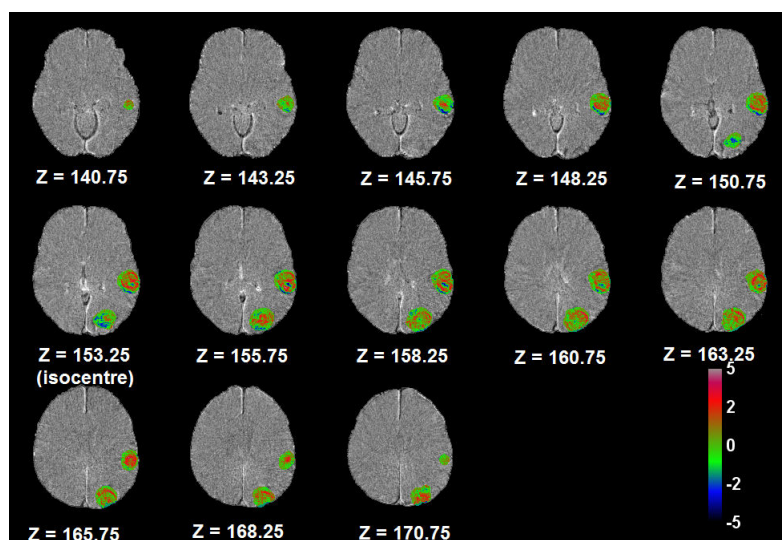 Z = 140.75
Z = 143.25
Z = 145.75
Z = 148.25
Z = 150.75
Z = 153.25
(isocentre)
Z = 155.75
Z = 158.25
Z = 160.75
Z = 163.25
5
2
0
-2
-5
Z = 165.75
Z = 168.25
Z = 170.75